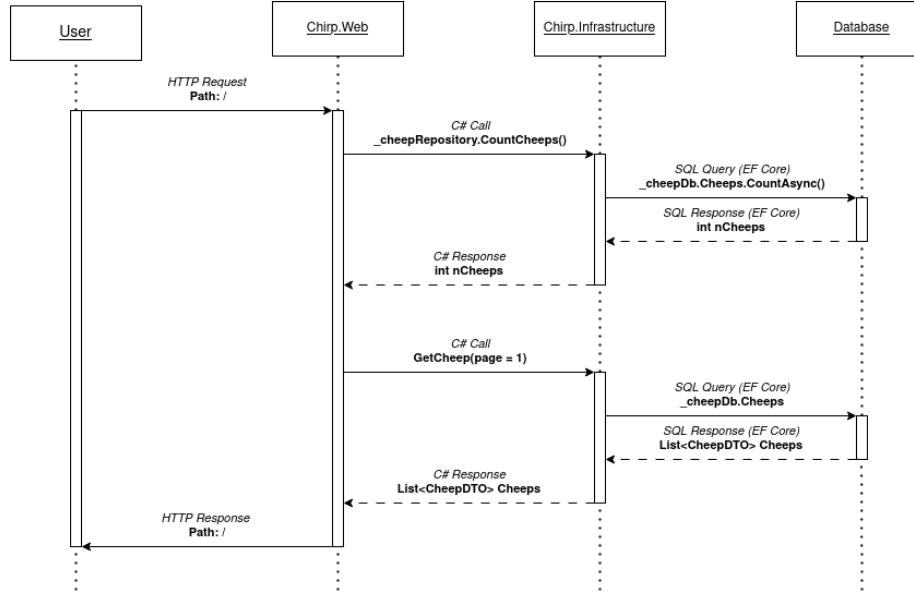 User
Chirp.Web
Chirp.Infrastructure
Database
HTTP Request
Path: /
C# Call
_cheepRepository.CountCheeps()
SQL Query (EF Core)
_cheepDb.Cheeps.CountAsync()
SQL Response (EF Core)
int nCheeps
C# Response
int nCheeps
C# Call
GetCheep(page = 1)
SQL Query (EF Core)
_cheepDb.Cheeps
SQL Response (EF Core)
List<CheepDTO> Cheeps
C# Response
List<CheepDTO> Cheeps
HTTP Response
Path: /